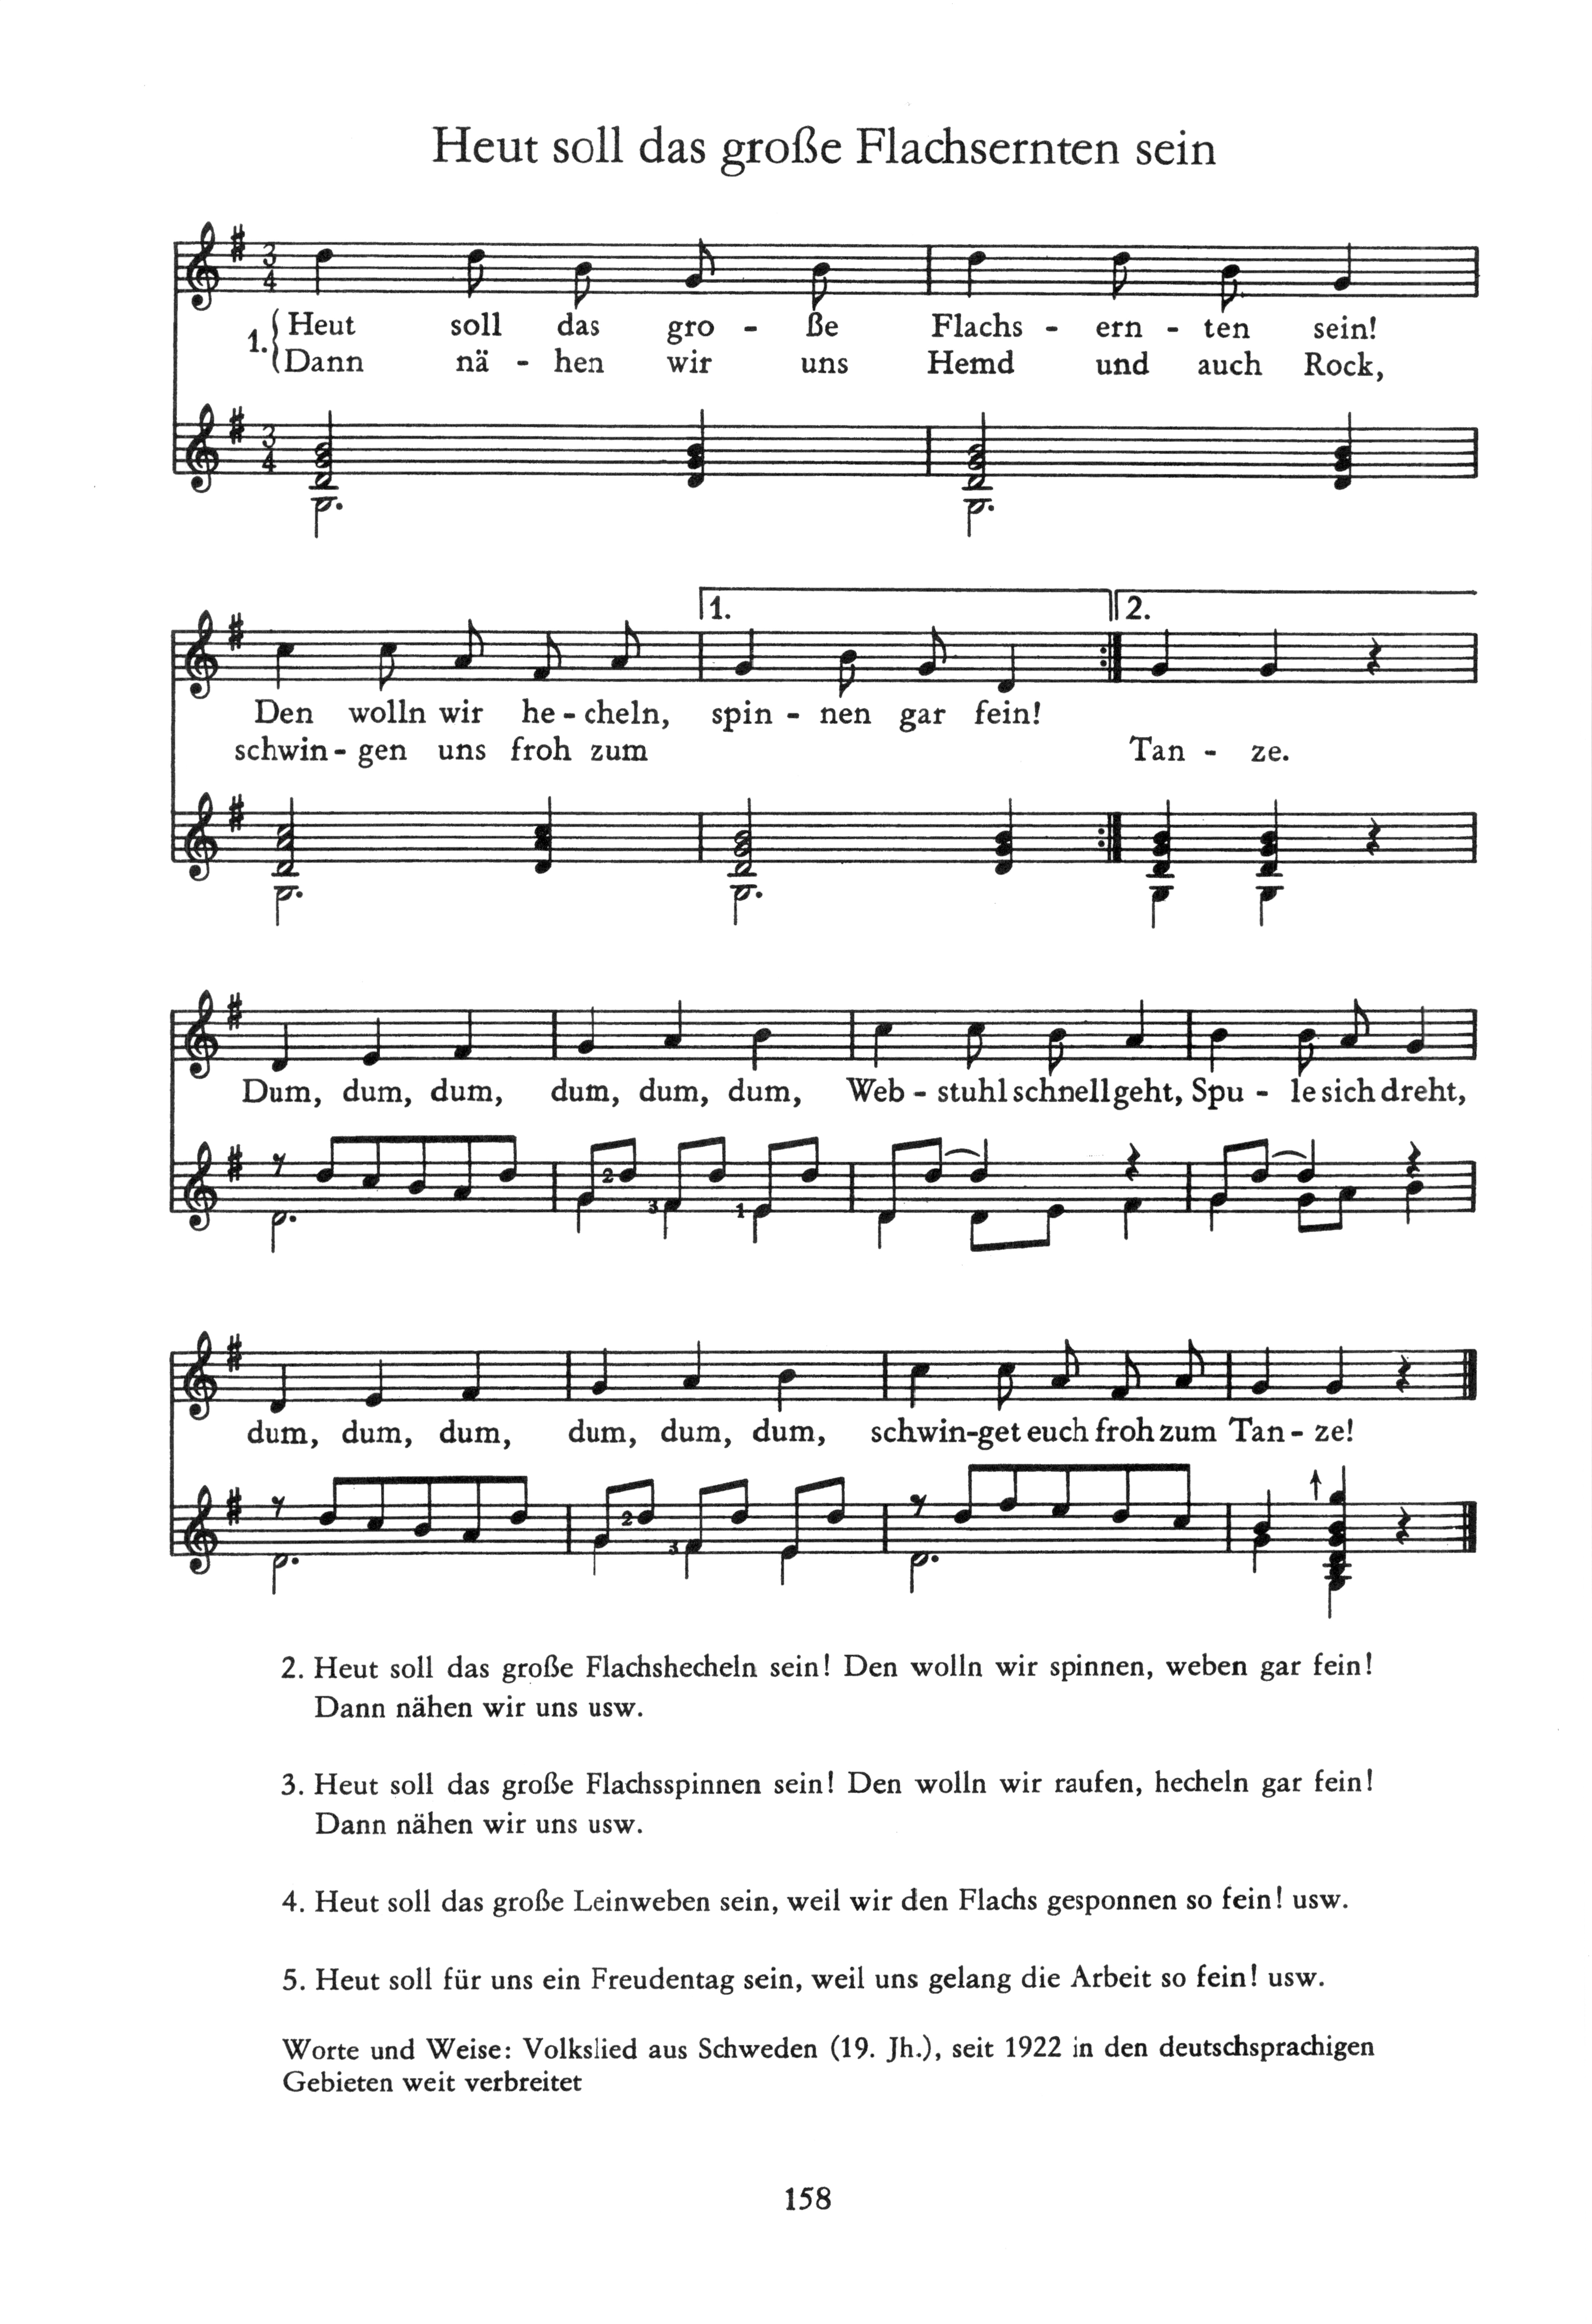 Heut soll das große Flachsernten sein
1. Heut soll das gro - ße Flachs - ern - ten sein!
Dann nä - hen wir uns Hemd und auch Rock,
1. 2.
Den wolln wir he - cheln, spin - nen gar fein!
schwin - gen uns froh zum Tan - ze.
Dum, dum, dum, dum, dum, dum, Web - stuhl schnell geht, Spu - le sich dreht,
2 3 1
dum, dum, dum, dum, dum, dum, schwin-get euch froh zum Tan - ze!
2 3
2. Heut soll das große Flachshecheln sein! Den wolln wir spinnen, weben gar fein!
Dann nähen wir uns usw.
3. Heut soll das große Flachsspinnen sein! Den wolln wir raufen, hecheln gar fein!
Dann nähen wir uns usw.
4. Heut soll das große Leinweben sein, weil wir den Flachs gesponnen so fein! usw.
5. Heut soll für uns ein Freudentag sein, weil uns gelang die Arbeit so fein! usw.
Worte und Weise: Volkslied aus Schweden (19. Jh.), seit 1922 in den deutschsprachigen
Gebieten weit verbreitet
158